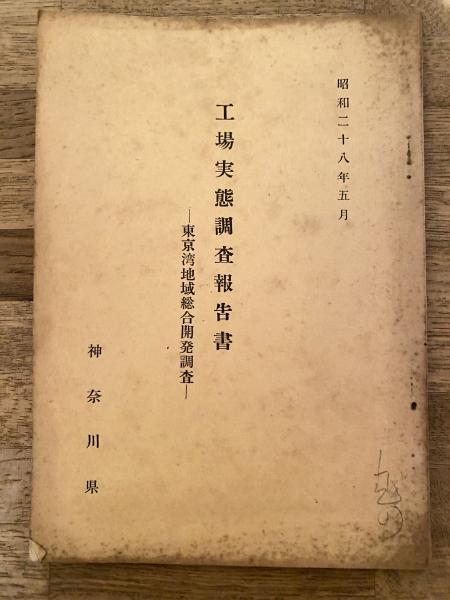 昭和二十八年五月
工場実態調査報告書
―東京湾地域総合開発調査―
神奈川県